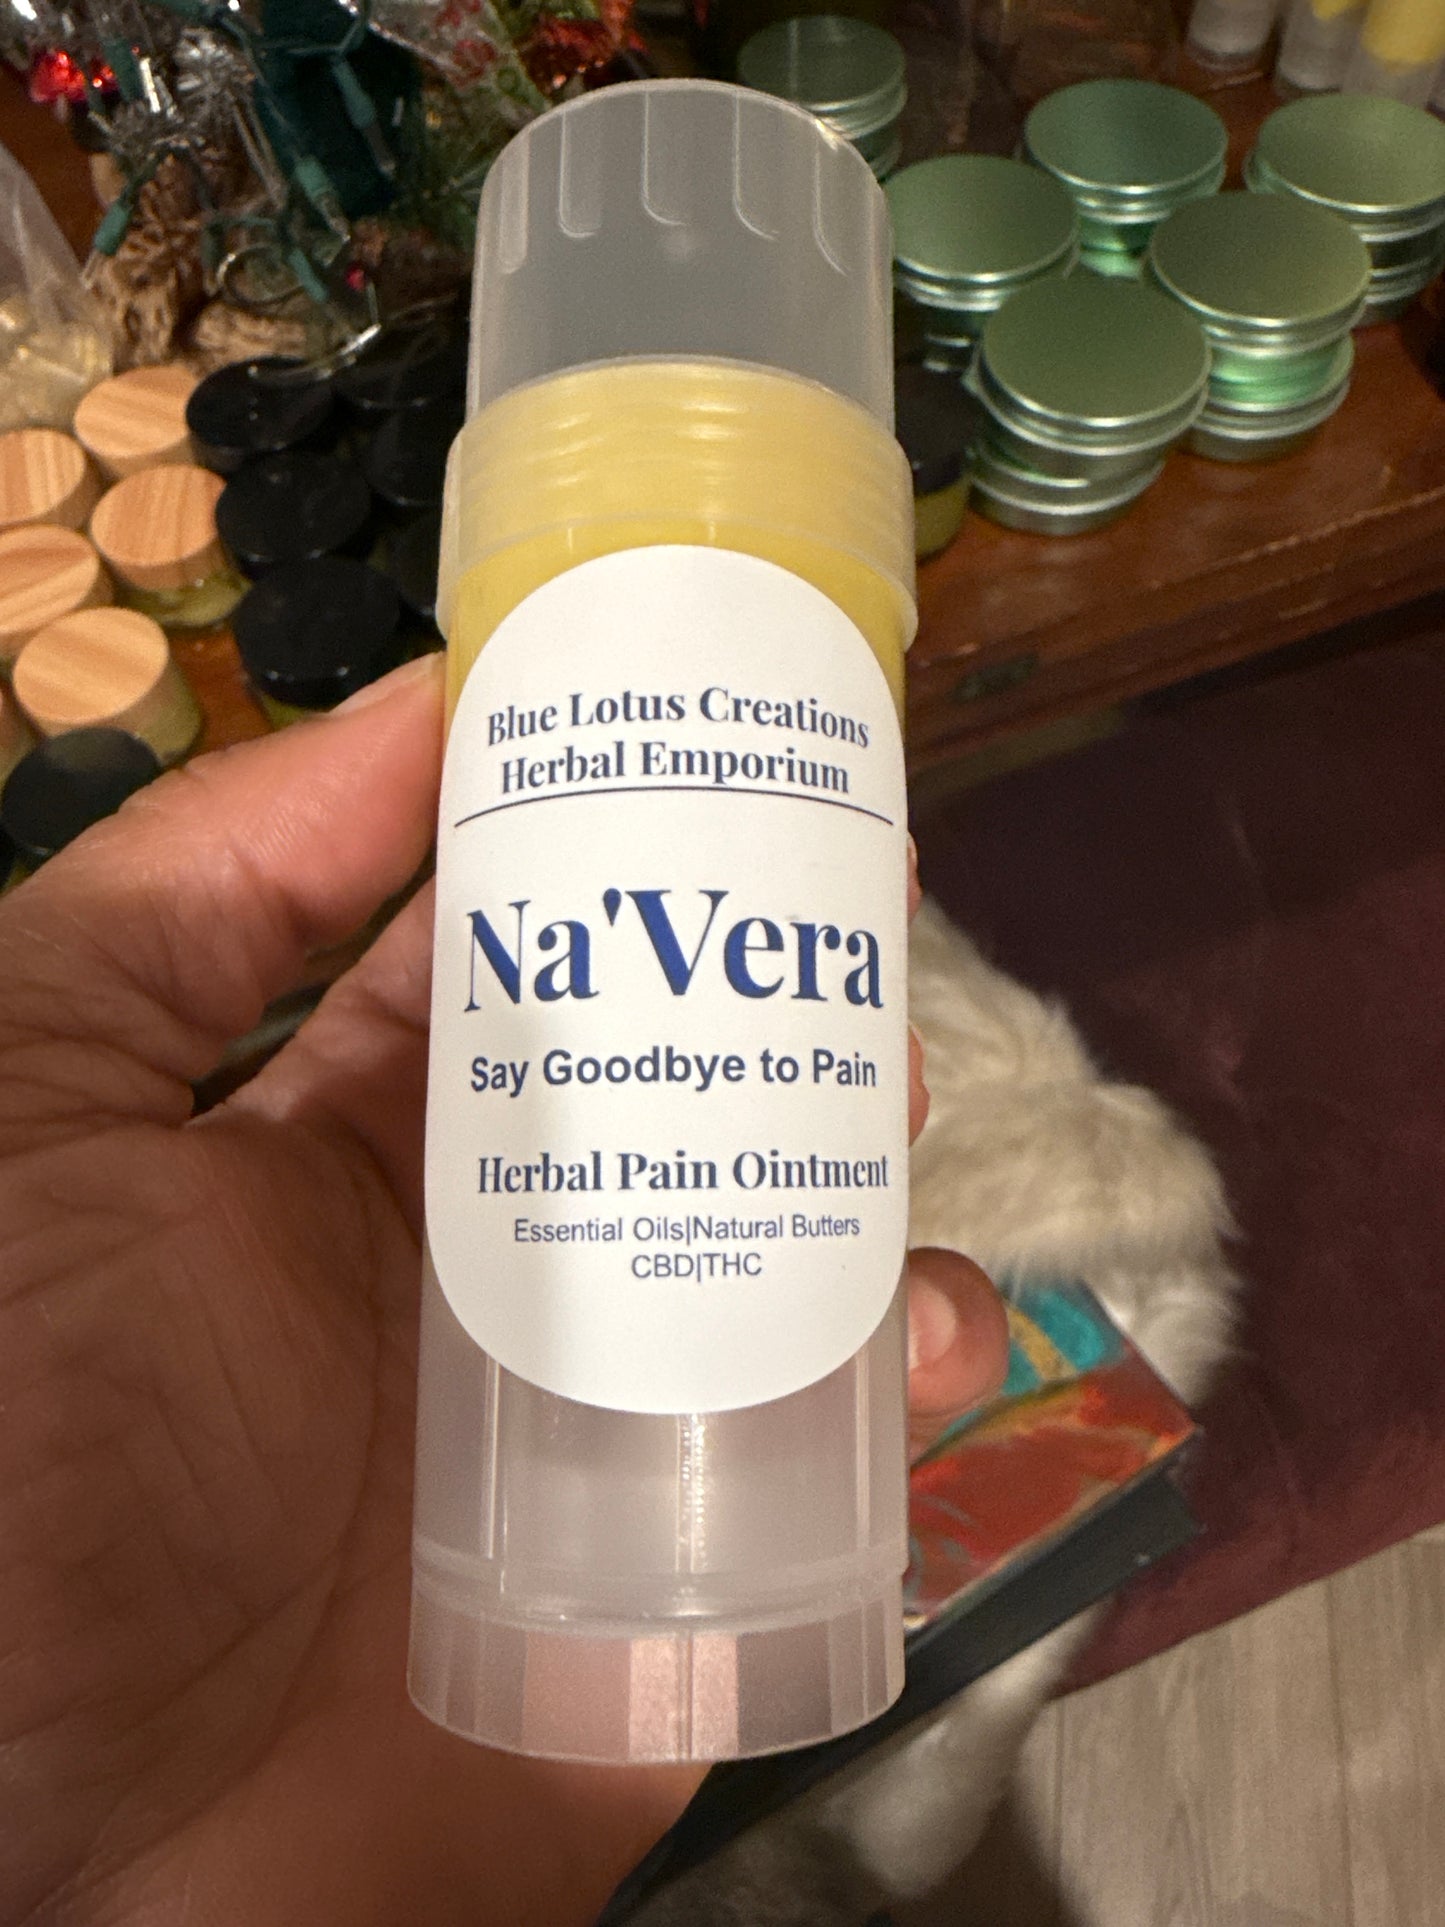 Blue Lotus Creations
Herbal Emporium
Na'Vera
Say Goodbye to Pain
Herbal Pain Ointment
Essential Oils|Natural Butters
CBD|THC